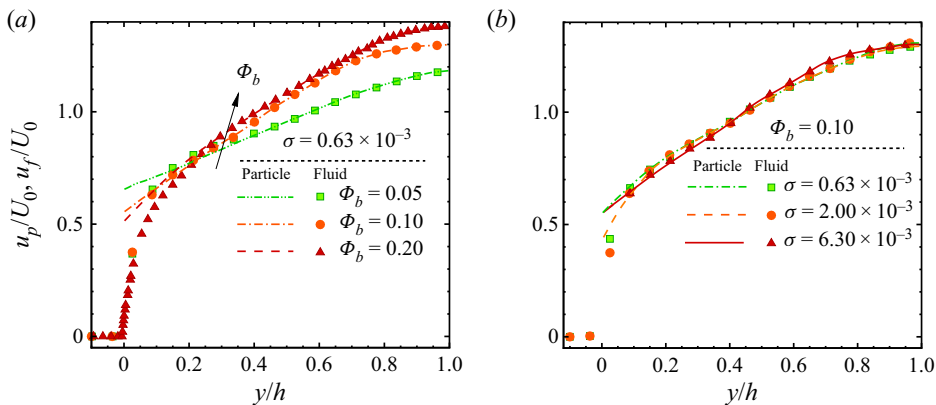 (a)
(b)
1.0
0.5
0
u_p/U_0, u_f/U_0
Φ_b
σ = 0.63 × 10⁻³
Particle Fluid
Φ_b = 0.05
Φ_b = 0.10
Φ_b = 0.20
0 0.2 0.4 0.6 0.8 1.0
y/h
1.0
0.5
0
Φ_b = 0.10
Particle Fluid
σ = 0.63 × 10⁻³
σ = 2.00 × 10⁻³
σ = 6.30 × 10⁻³
0 0.2 0.4 0.6 0.8 1.0
y/h